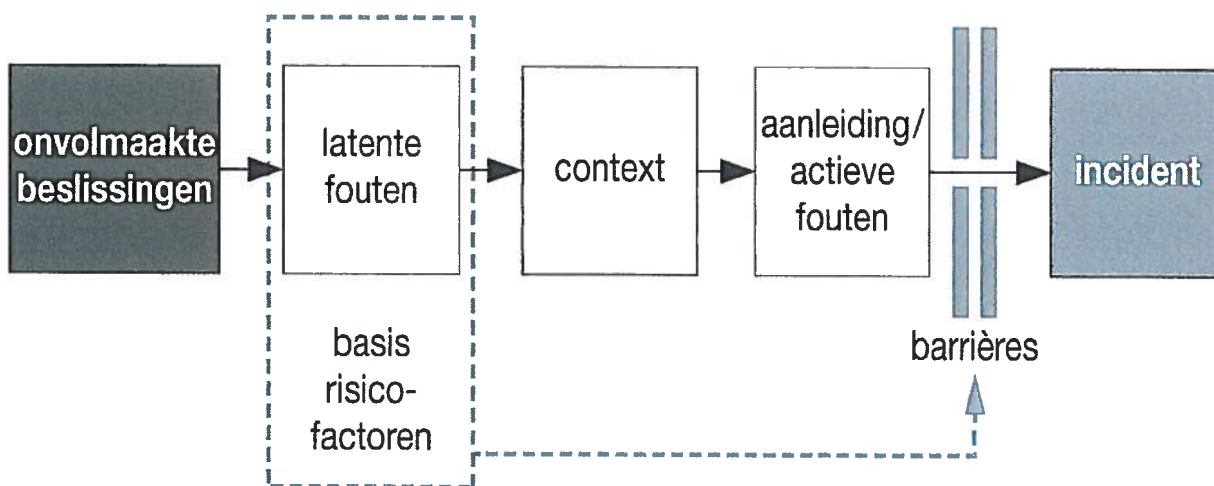 onvolmaakte
beslissingen
latente
fouten
context
aanleiding/
actieve
fouten
incident
barrières
basis
risico-
factoren